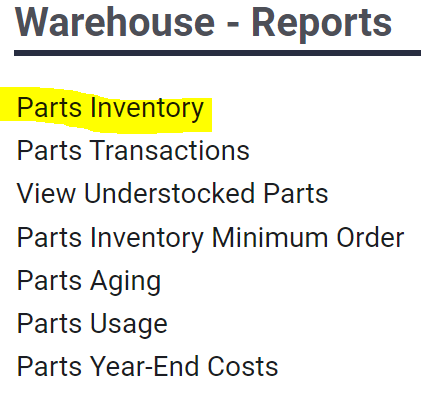 Warehouse - Reports
Parts Inventory
Parts Transactions
View Understocked Parts
Parts Inventory Minimum Order
Parts Aging
Parts Usage
Parts Year-End Costs